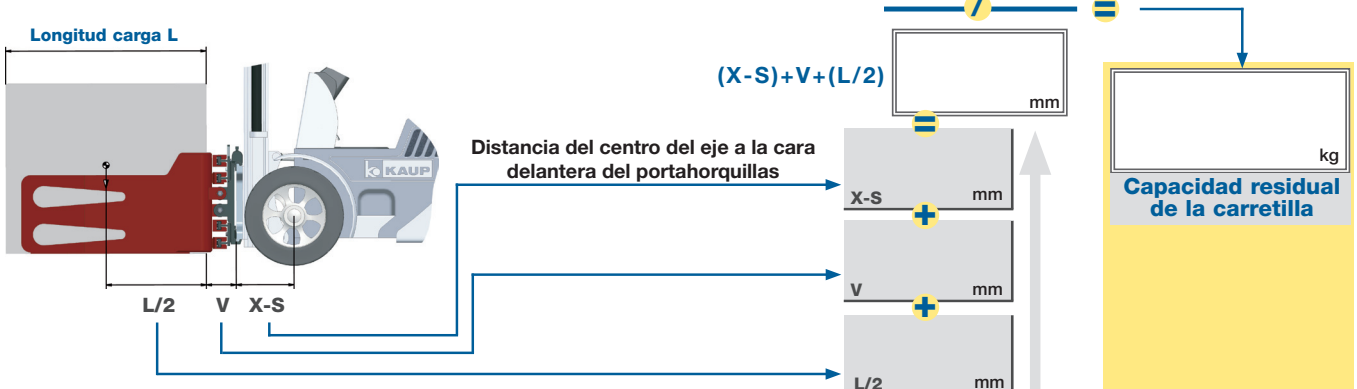 / =
Longitud carga L
(X-S)+V+(L/2)
mm
=
kg
Capacidad residual
de la carretilla
KAUP
Distancia del centro del eje a la cara
delantera del portahorquillas
X-S mm
+
V mm
+
L/2 mm
L/2 V X-S